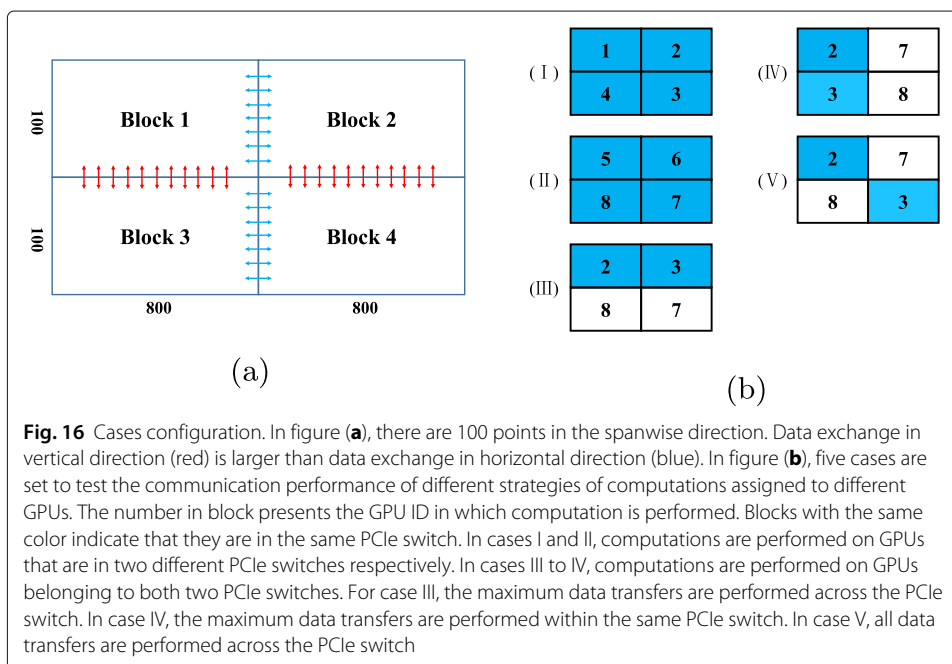 100
Block 1
Block 2
100
Block 3
Block 4
800
800
(a)
(I)
1 2
4 3
(II)
5 6
8 7
(III)
2 3
8 7
(IV)
2 7
3 8
(V)
2 7
8 3
(b)
Fig. 16 Cases configuration. In figure (a), there are 100 points in the spanwise direction. Data exchange in
vertical direction (red) is larger than data exchange in horizontal direction (blue). In figure (b), five cases are
set to test the communication performance of different strategies of computations assigned to different
GPUs. The number in block presents the GPU ID in which computation is performed. Blocks with the same
color indicate that they are in the same PCIe switch. In cases I and II, computations are performed on GPUs
that are in two different PCIe switches respectively. In cases III to IV, computations are performed on GPUs
belonging to both two PCIe switches. For case III, the maximum data transfers are performed across the PCIe
switch. In case IV, the maximum data transfers are performed within the same PCIe switch. In case V, all data
transfers are performed across the PCIe switch